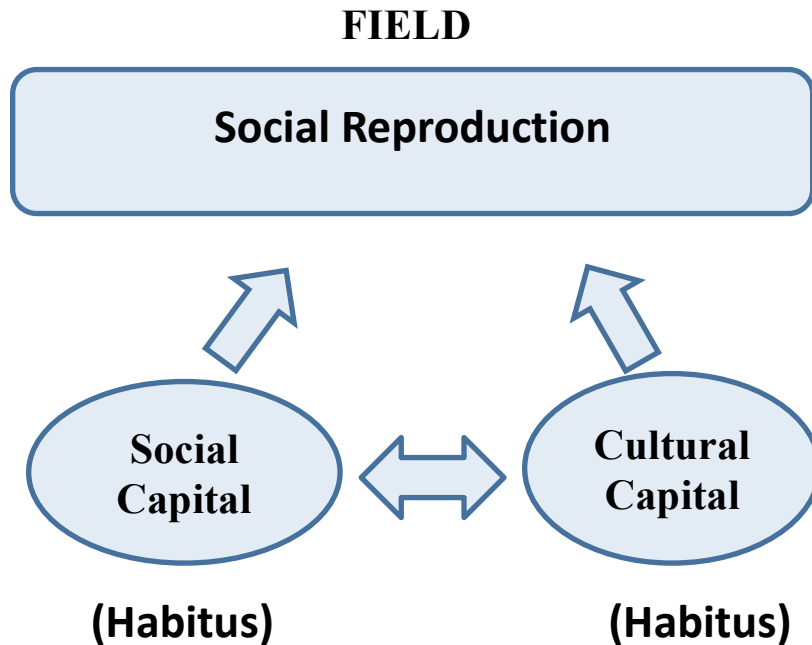 FIELD
Social Reproduction
Social
Capital
Cultural
Capital
(Habitus)
(Habitus)